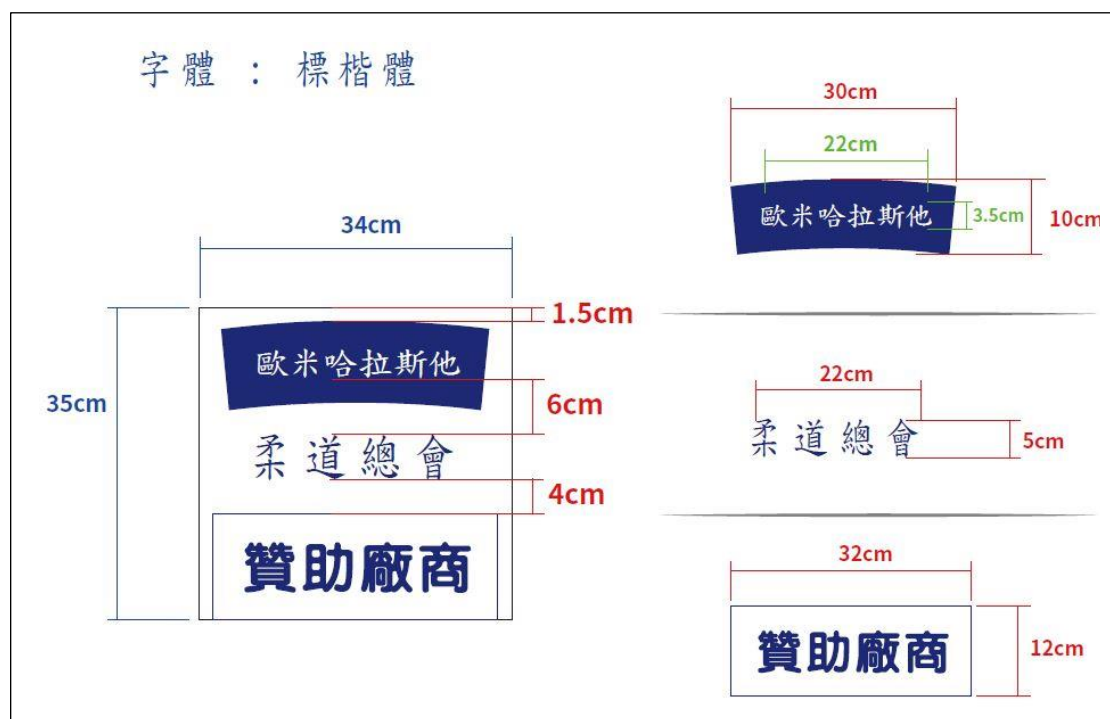 字體 : 標楷體
34cm
35cm
1.5cm
歐米哈拉斯他
6cm
柔道總會
4cm
贊助廠商
30cm
22cm
歐米哈拉斯他
3.5cm
10cm
22cm
柔道總會
5cm
32cm
贊助廠商
12cm